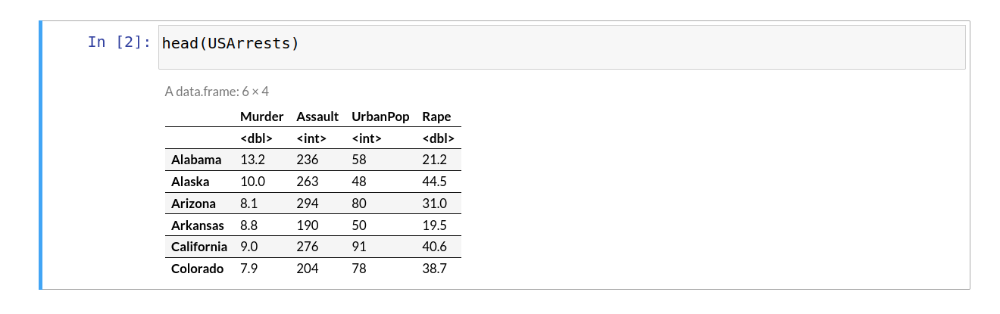 In [2]: head(USArrests)
A data.frame: 6 × 4
Murder Assault UrbanPop Rape
<dbl> <int> <int> <dbl>
Alabama 13.2 236 58 21.2
Alaska 10.0 263 48 44.5
Arizona 8.1 294 80 31.0
Arkansas 8.8 190 50 19.5
California 9.0 276 91 40.6
Colorado 7.9 204 78 38.7